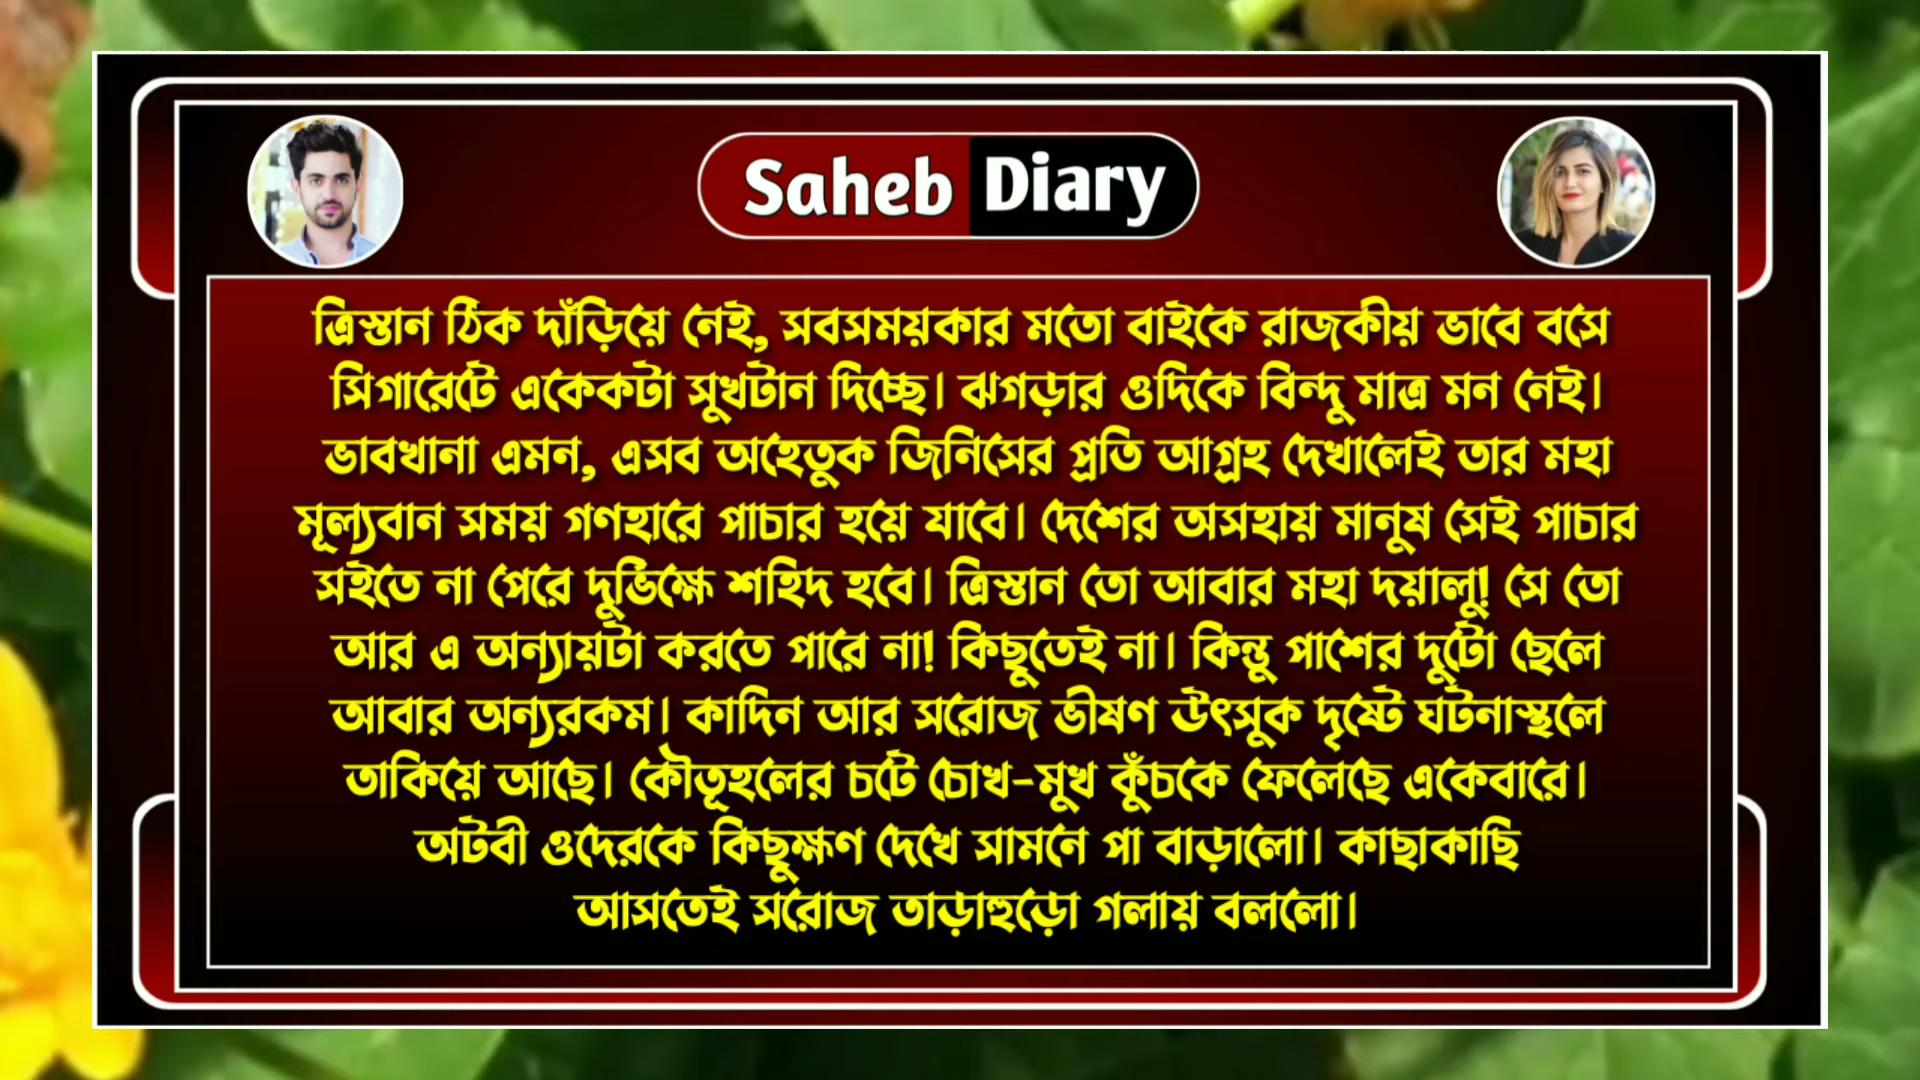 Saheb Diary
ত্রিস্তান ঠিক দাঁড়িয়ে নেই, সবসময়কার মতো বাইকে রাজকীয় ভাবে বসে
সিগারেটে একেকটা সুখটান দিচ্ছে। ঝগড়ার ওদিকে বিন্দু মাত্র মন নেই।
ভাবখানা এমন, এসব অহেতুক জিনিসের প্রতি আগ্রহ দেখালেই তার মহা
মূল্যবান সময় গণহারে পাচার হয়ে যাবে। দেশের অসহায় মানুষ সেই পাচার
সইতে না পেরে দুর্ভিক্ষে শহিদ হবে। ত্রিস্তান তো আবার মহা দয়ালু! সে তো
আর এ অন্যায়টা করতে পারে না! কিছুতেই না। কিন্তু পাশের দুটো ছেলে
আবার অন্যরকম। কাদিন আর সরোজ ভীষণ উৎসুক দৃষ্টে ঘটনাস্থলে
তাকিয়ে আছে। কৌতূহলের চটে চোখ-মুখ কুঁচকে ফেলেছে একেবারে।
অটবী ওদেরকে কিছুক্ষণ দেখে সামনে পা বাড়ালো। কাছাকাছি
আসতেই সরোজ তাড়াহুড়ো গলায় বললো।